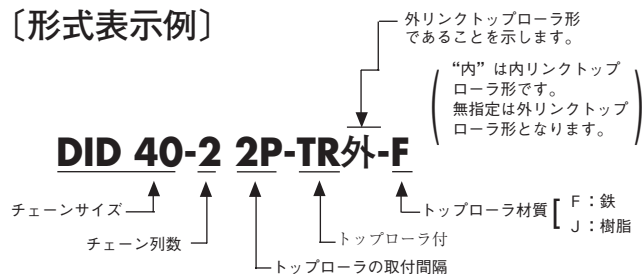 〔形式表示例〕
外リンクトップローラ形
であることを示します。
“内”は内リンクトップ
ローラ形です。
無指定は外リンクトップ
ローラ形となります。
DID 40-2 2P-TR外-F
チェーンサイズ
チェーン列数
トップローラの取付間隔
トップローラ付
トップローラ材質
F：鉄
J：樹脂